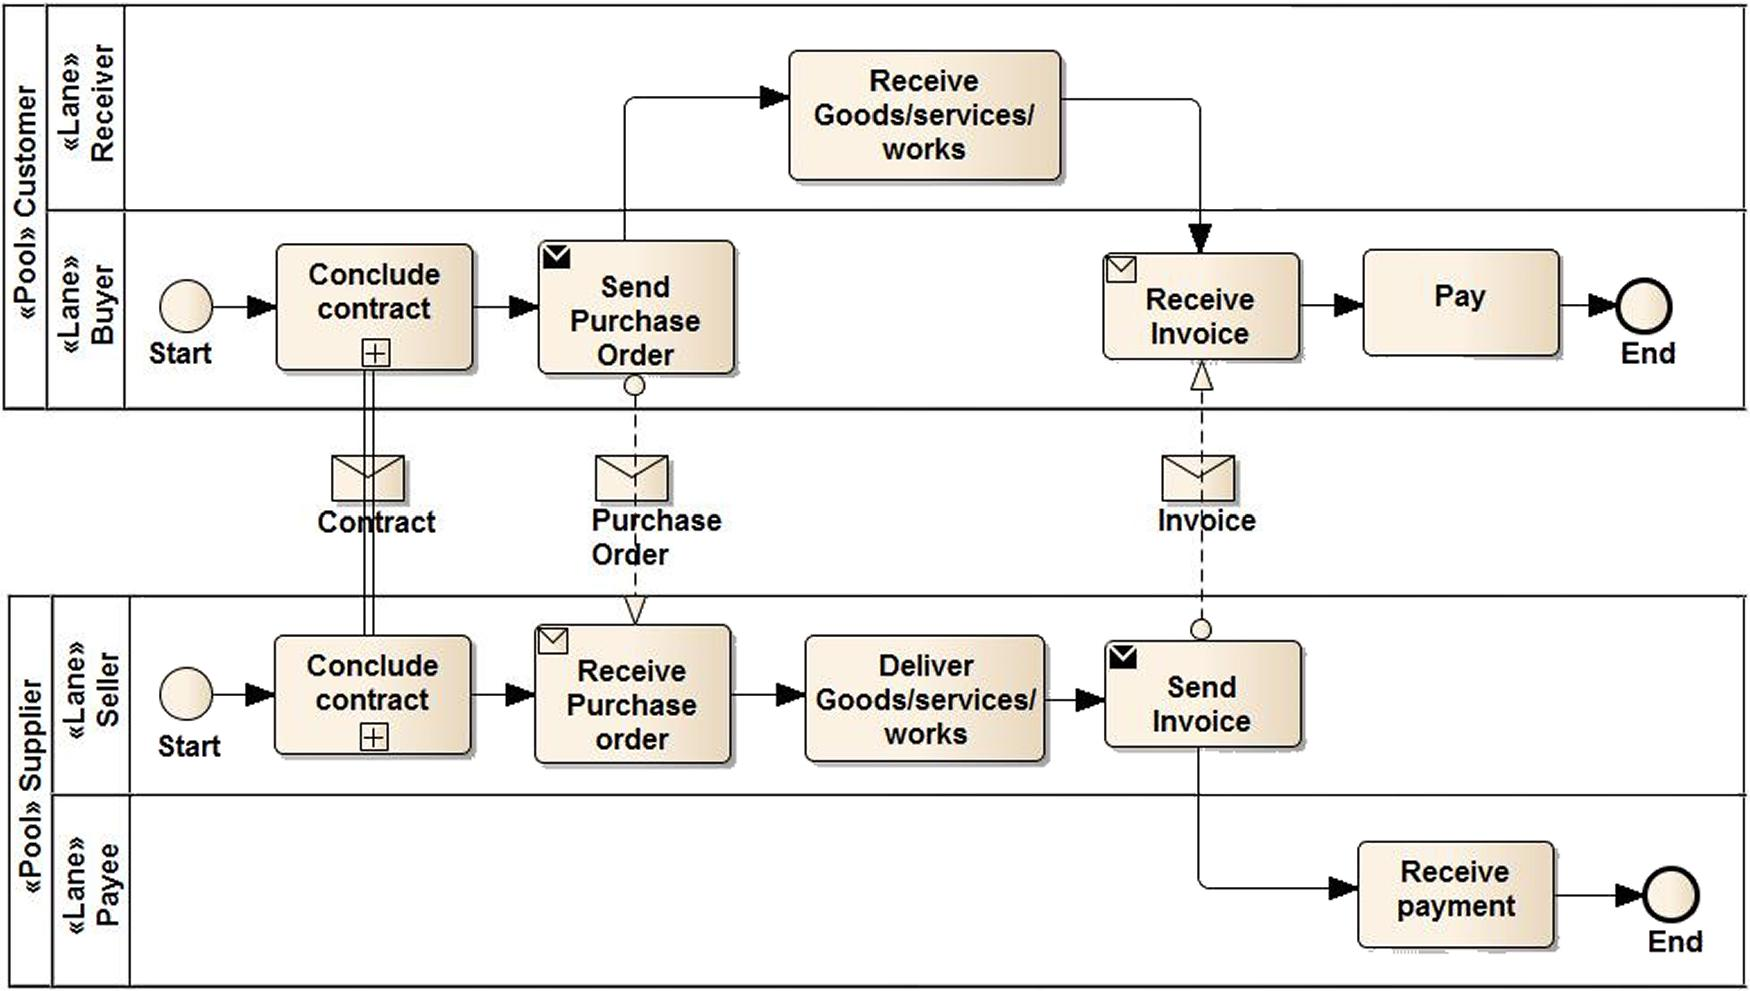 «Pool» Customer
«Lane»
Receiver
Receive
Goods/services/
works
«Lane»
Buyer
Start
Conclude
contract
Send
Purchase
Order
Receive
Invoice
Pay
End
Contract
Purchase
Order
Invoice
«Pool» Supplier
«Lane»
Seller
Start
Conclude
contract
Receive
Purchase
order
Deliver
Goods/services/
works
Send
Invoice
«Lane»
Payee
Receive
payment
End